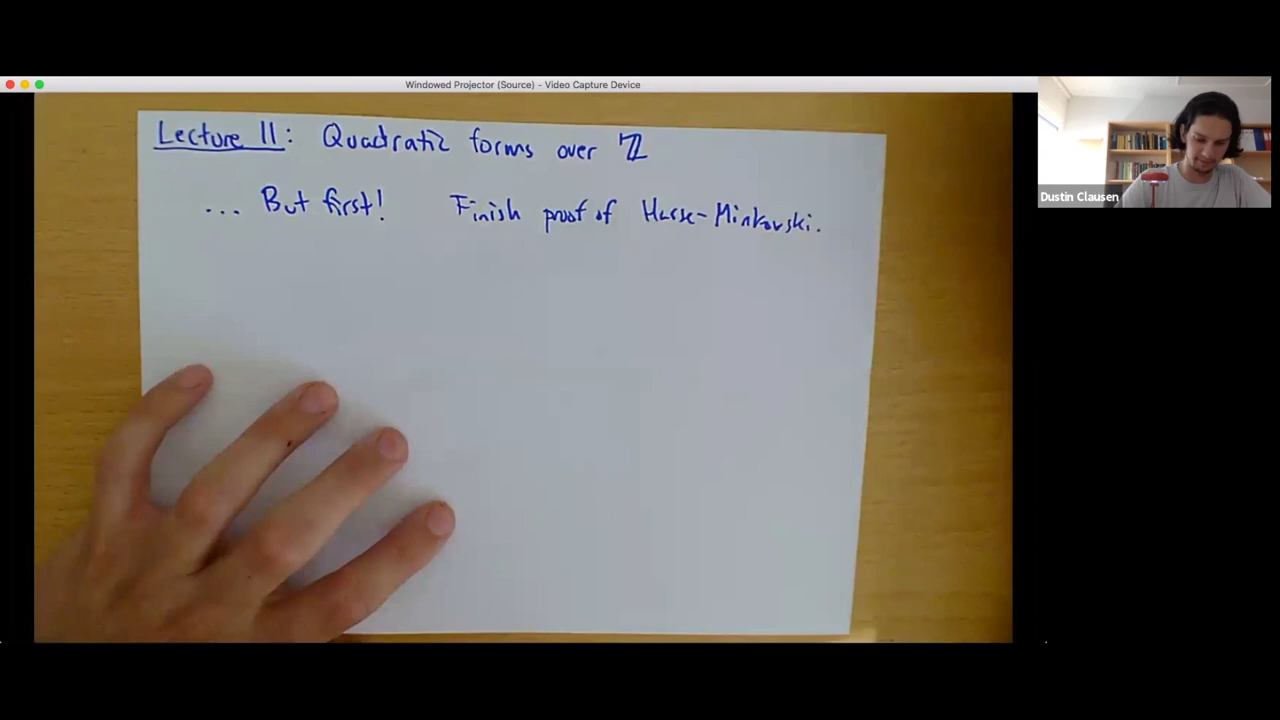 Windowed Projector (Source) - Video Capture Device
Lecture 11: Quadratic forms over ℤ
... But first! Finish proof of Hasse-Minkowski.
Dustin Clausen